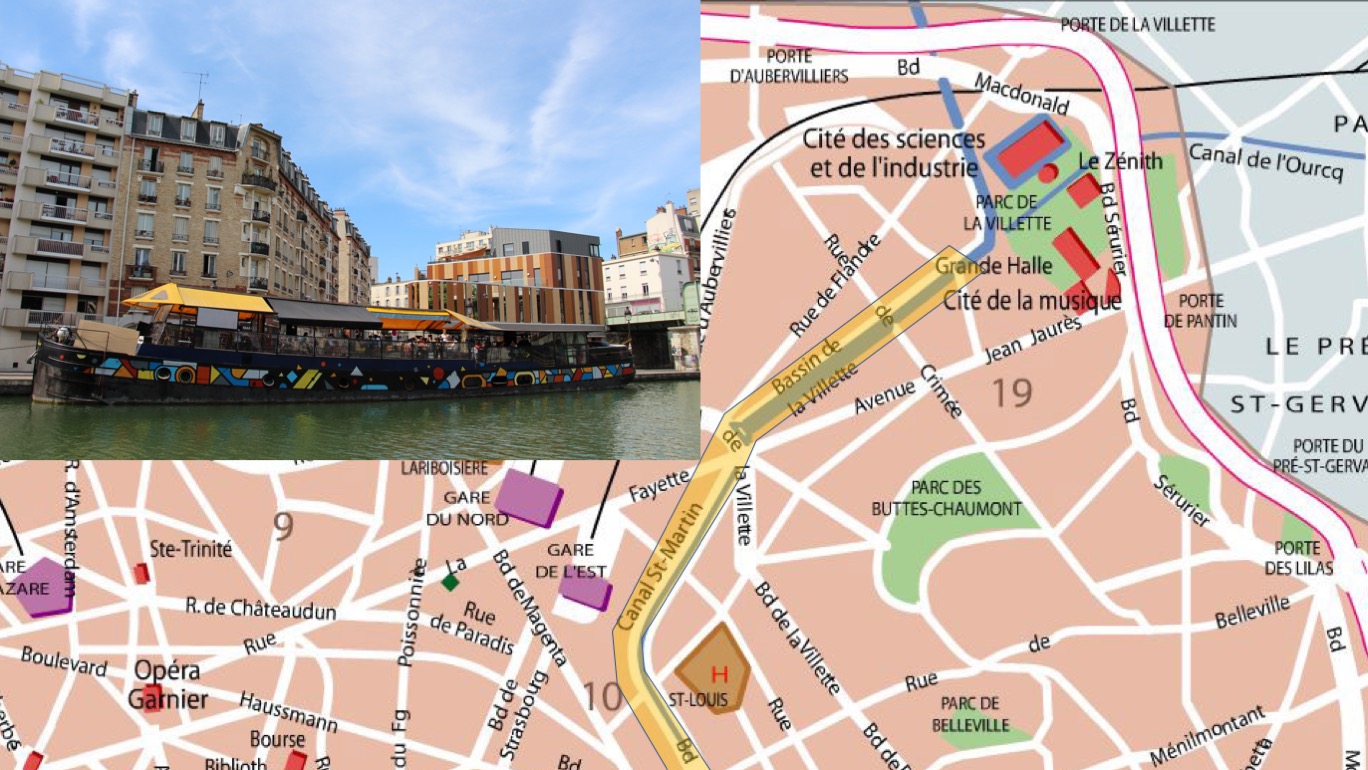 PORTE DE LA VILLETTE
PORTE
D'AUBERVILLIERS
Bd
Macdonald
Cité des sciences
et de l'industrie
Le Zénith
Canal de l'Ourcq
PARC DE
LA VILLETTE
Bd Sérurier
d'Aubervilliers
Rue
Rue de Flandre
Grande Halle
Cité de la musique
de
PORTE
DE PANTIN
Jean Jaurès
Bassin de
la Villette
Avenue
Crimée
19
Bd
LE PRÉ
ST-GERV
PORTE DU
PRÉ-ST-GERVA
de
la Villette
LARIBOISIÈRE
R. d'Amsterdam
GARE
DU NORD
Fayette
Canal St-Martin
PARC DES
BUTTES-CHAUMONT
Sérurier
9
Ste-Trinité
GARE
DE L'EST
PORTE
DES LILAS
ARE
AZARE
La
Bd de Magenta
R. de Châteaudun
Poissonnière
Rue
de Paradis
Bd de la Villette
Belleville
Rue
de
Boulevard
Opéra
Garnier
Haussmann
10
H
ST-LOUIS
Bd de
Strasbourg
Rue
Rue
PARC DE
BELLEVILLE
Bd
Bourse
Biblioth
du Fg
Bd
Bd
Bd de
Ménilmontant
PA